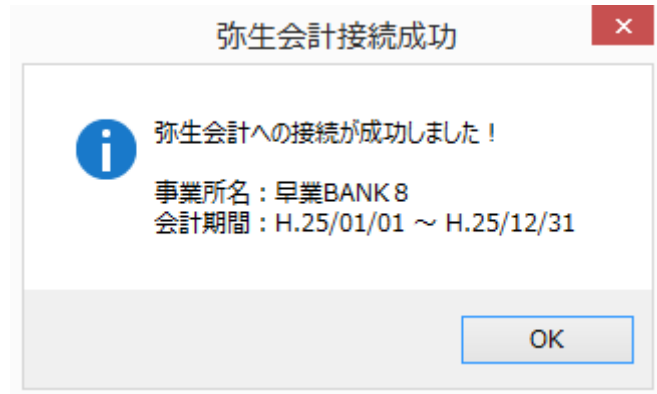 弥生会計接続成功
弥生会計への接続が成功しました！
事業所名：早業BANK８
会計期間：H.25/01/01 ～ H.25/12/31
OK